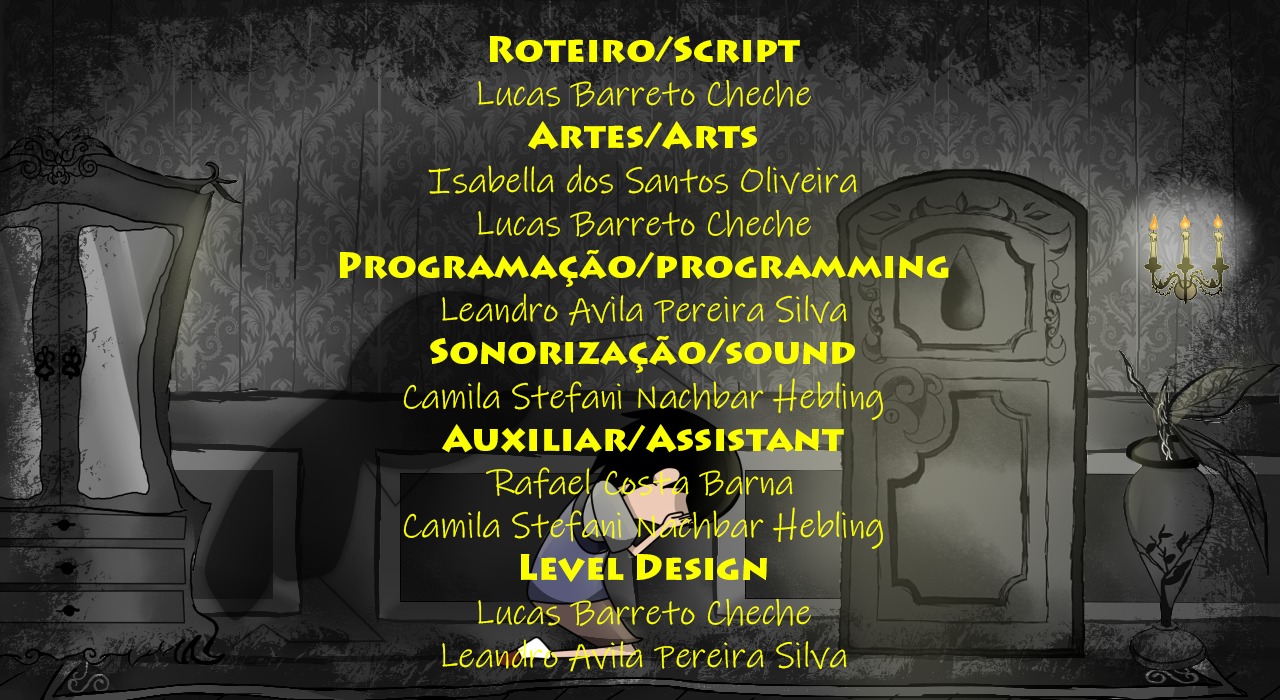 Roteiro/Script
Lucas Barreto Cheche
Artes/Arts
Isabella dos Santos Oliveira
Lucas Barreto Cheche
Programação/programming
Leandro Avila Pereira Silva
Sonorização/sound
Camila Stefani Nachbar Hebling
Auxiliar/Assistant
Rafael Costa Barna
Camila Stefani Nachbar Hebling
Level Design
Lucas Barreto Cheche
Leandro Avila Pereira Silva